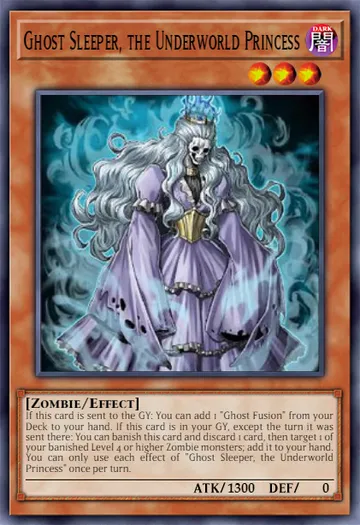 Ghost Sleeper, the Underworld Princess
DARK
闇
[Zombie/Effect]
If this card is sent to the GY: You can add 1 "Ghost Fusion" from your
Deck to your hand. If this card is in your GY, except the turn it was
sent there: You can banish this card and discard 1 card, then target 1 of
your banished Level 4 or higher Zombie monsters; add it to your hand.
You can only use each effect of "Ghost Sleeper, the Underworld
Princess" once per turn.
ATK/1300 DEF/ 0